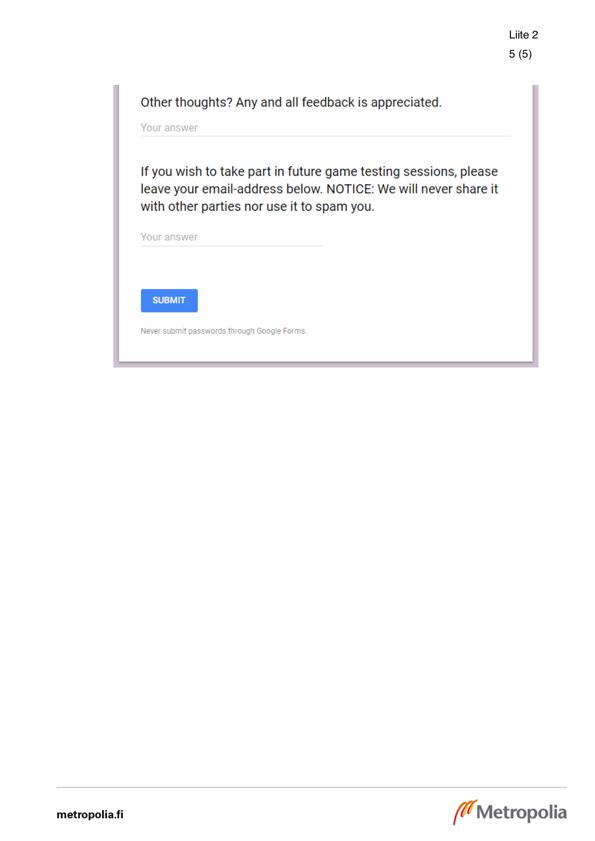 Liite 2
5 (5)
Other thoughts? Any and all feedback is appreciated.
Your answer
If you wish to take part in future game testing sessions, please
leave your email-address below. NOTICE: We will never share it
with other parties nor use it to spam you.
Your answer
SUBMIT
Never submit passwords through Google Forms.
metropolia.fi
Metropolia